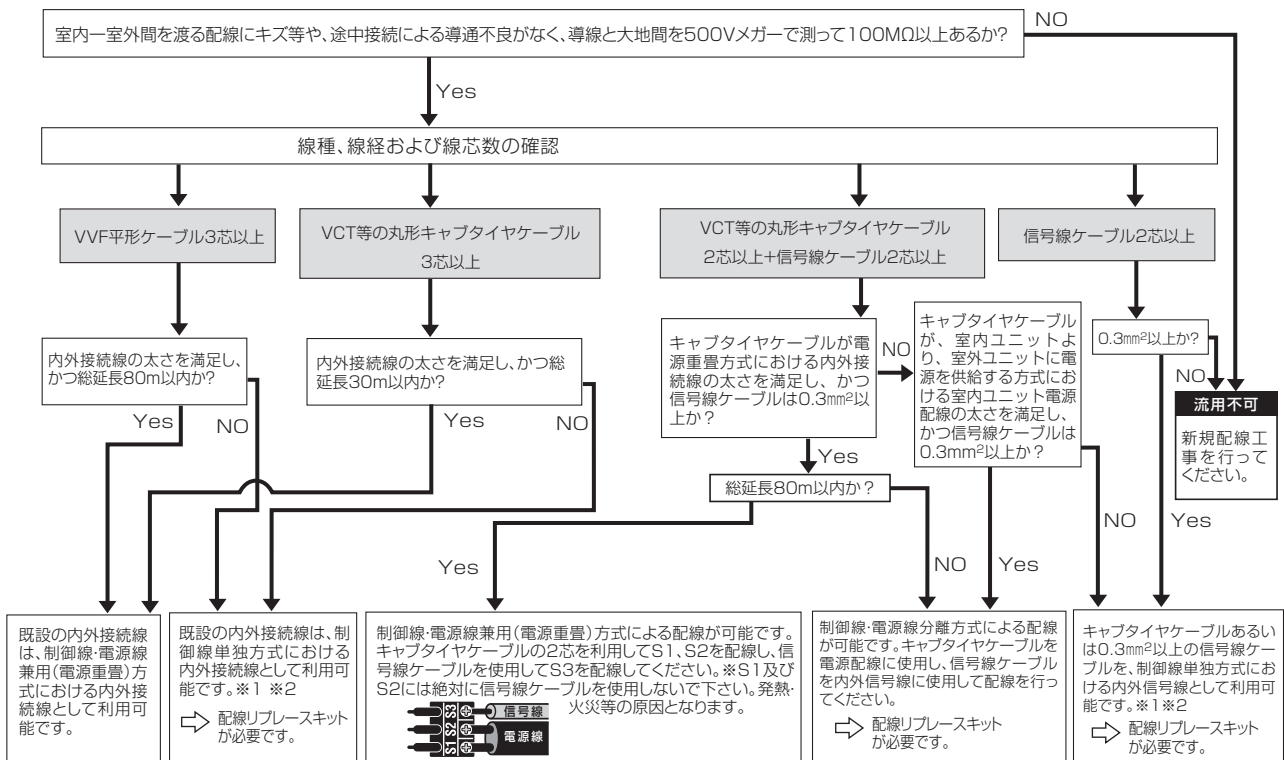 室内一室外間を渡る配線にキズ等や、途中接続による導通不良がなく、導線と大地間を500Vメガーで測って100MΩ以上あるか?
NO
Yes
線種、線経および線芯数の確認
VVF平形ケーブル3芯以上
VCT等の丸形キャブタイヤケーブル
3芯以上
VCT等の丸形キャブタイヤケーブル
2芯以上+信号線ケーブル2芯以上
信号線ケーブル2芯以上
内外接続線の太さを満足し、
かつ総延長80m以内か?
Yes
NO
内外接続線の太さを満足し、かつ総
延長30m以内か?
Yes
NO
キャブタイヤケーブルが電
源重畳方式における内外接
続線の太さを満足し、かつ
信号線ケーブルは0.3mm²以
上か?
NO
Yes
キャブタイヤケーブル
が、室内ユニットよ
り、室外ユニットに電
源を供給する方式にお
ける室内ユニット電源
配線の太さを満足し、
かつ信号線ケーブルは
0.3mm²以上か?
0.3mm²以上か?
NO
流用不可
新規配線工
事を行って
ください。
総延長80m以内か?
Yes
NO
Yes
NO
Yes
既設の内外接続線
は、制御線・電源線
兼用(電源重畳)方
式における内外接
続線として利用可
能です。
既設の内外接続線は、制
御線単独方式における
内外接続線として利用可
能です。※1 ※2
⇨ 配線リプレースキット
が必要です。
制御線・電源線兼用(電源重畳)方式による配線が可能です。
キャブタイヤケーブルの2芯を利用してS1、S2を配線し、信
号線ケーブルを使用してS3を配線してください。※S1及び
S2には絶対に信号線ケーブルを使用しないで下さい。発熱・
火災等の原因となります。
S1 S2 S3
信号線
電源線
制御線・電源線分離方式による配線
が可能です。キャブタイヤケーブルを
電源配線に使用し、信号線ケーブル
を内外信号線に使用して配線を行っ
てください。
⇨ 配線リプレースキット
が必要です。
キャブタイヤケーブルあるい
は0.3mm²以上の信号線ケー
ブルを、制御線単独方式にお
ける内外信号線として利用可
能です。※1※2
⇨ 配線リプレースキット
が必要です。